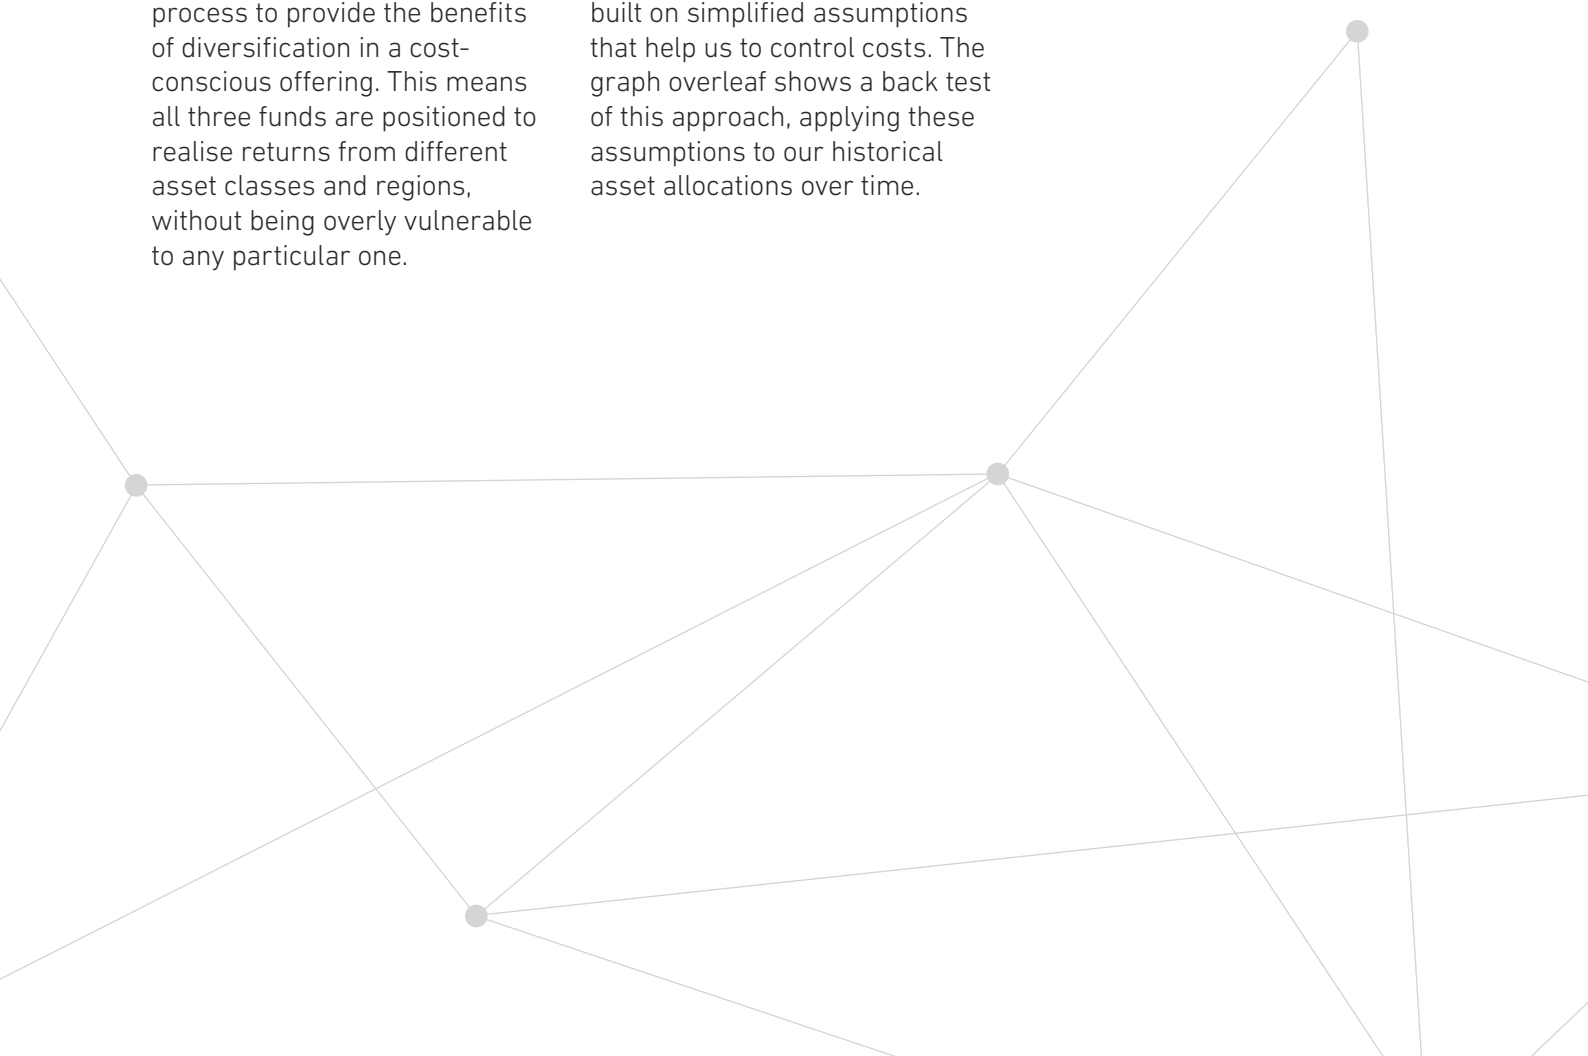 process to provide the benefits
of diversification in a cost-
conscious offering. This means
all three funds are positioned to
realise returns from different
asset classes and regions,
without being overly vulnerable
to any particular one.
built on simplified assumptions
that help us to control costs. The
graph overleaf shows a back test
of this approach, applying these
assumptions to our historical
asset allocations over time.